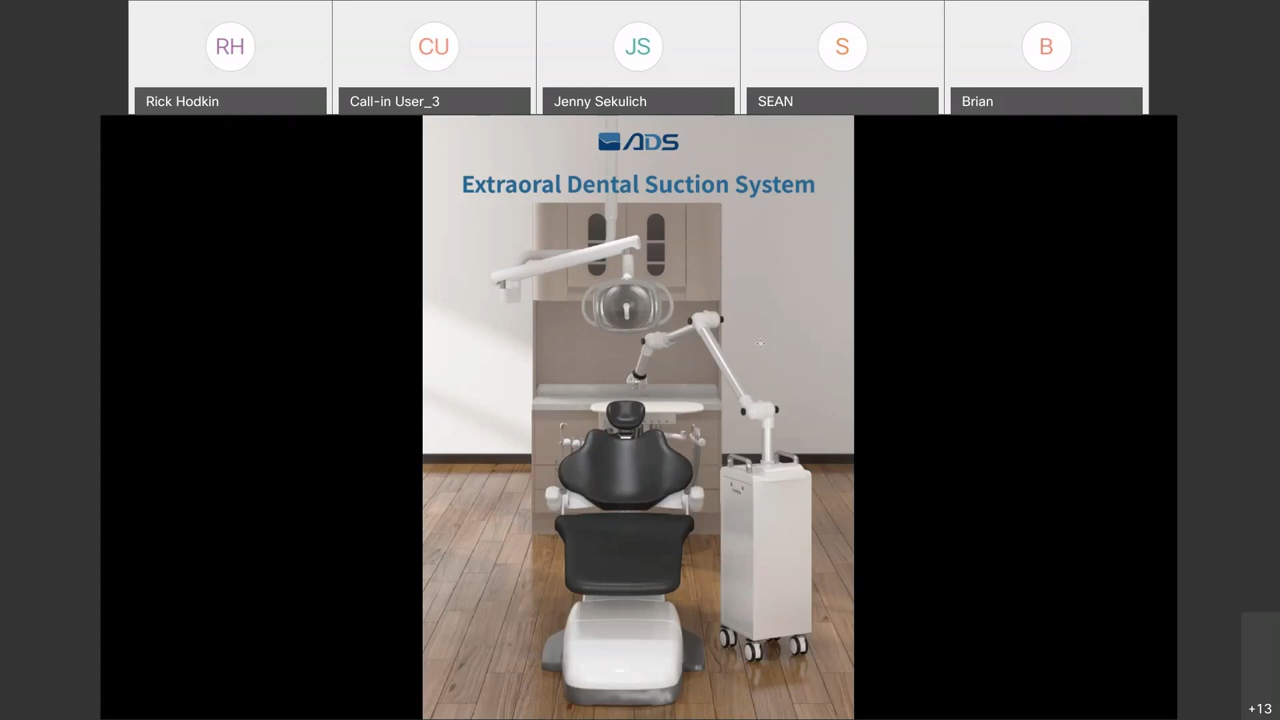 RH
CU
JS
S
B
Rick Hodkin
Call-in User_3
Jenny Sekulich
SEAN
Brian
ADS
Extraoral Dental Suction System
+13